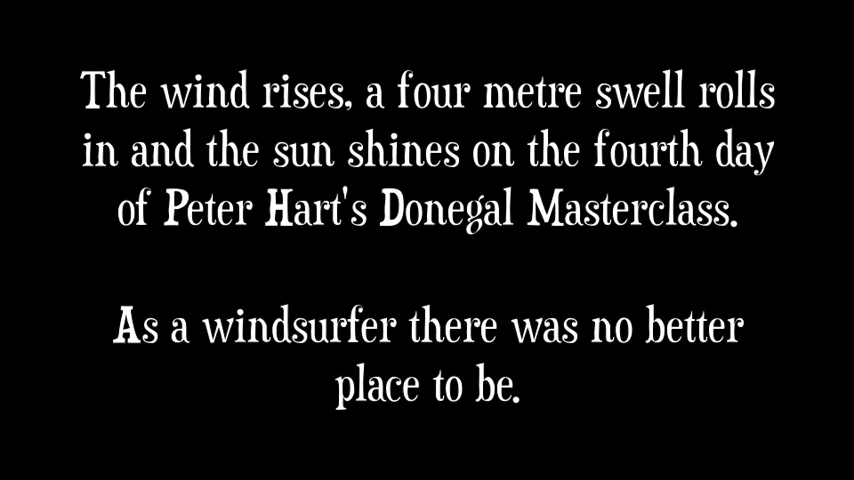 The wind rises, a four metre swell rolls
in and the sun shines on the fourth day
of Peter Hart's Donegal Masterclass.
As a windsurfer there was no better
place to be.